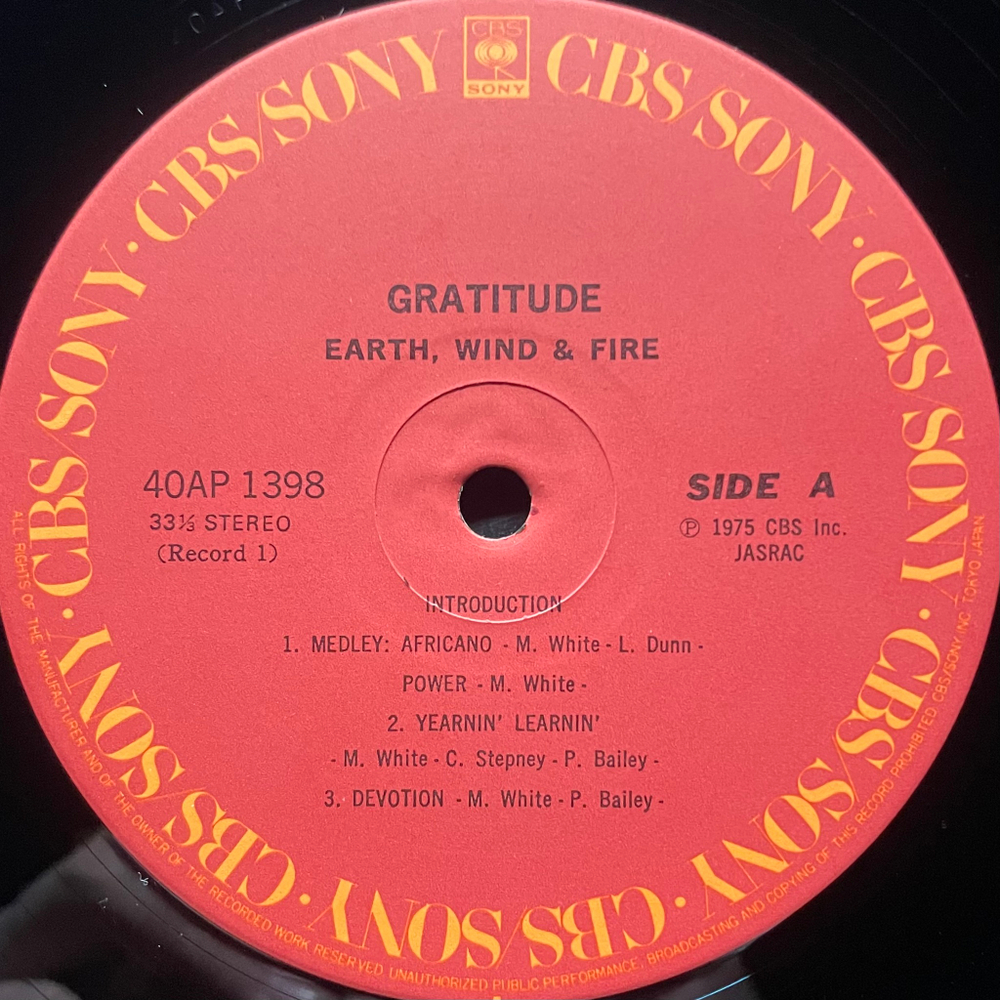 CBS
SONY
CBS/SONY · CBS/SONY · CBS/SONY · CBS/SONY · CBS/SONY · CBS/SONY · CBS/SONY · CBS/SONY
GRATITUDE
EARTH, WIND & FIRE
40AP 1398
33⅓ STEREO
(Record 1)
SIDE A
℗ 1975 CBS Inc.
JASRAC
INTRODUCTION
1. MEDLEY: AFRICANO - M. White - L. Dunn -
POWER - M. White -
2. YEARNIN' LEARNIN'
- M. White - C. Stepney - P. Bailey -
3. DEVOTION - M. White - P. Bailey -
ALL RIGHTS OF THE MANUFACTURER AND OF THE OWNER OF THE RECORDED WORK RESERVED UNAUTHORIZED PUBLIC PERFORMANCE, BROADCASTING AND COPYING OF THIS RECORD PROHIBITED. CBS/SONY INC. TOKYO JAPAN